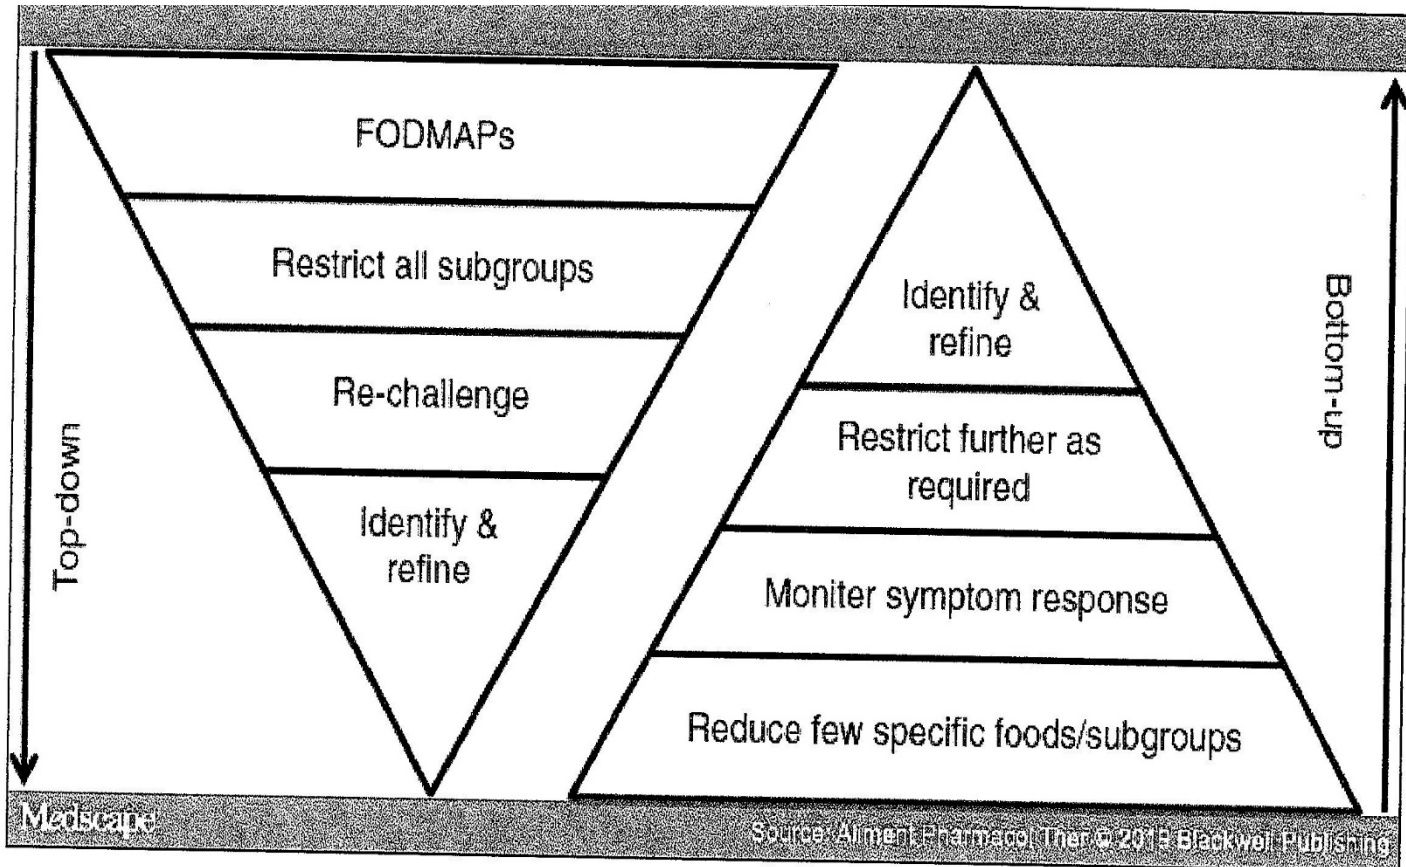 FODMAPs
Restrict all subgroups
Re-challenge
Identify &
refine
Top-down
Identify &
refine
Restrict further as
required
Moniter symptom response
Reduce few specific foods/subgroups
Bottom-up
Medscape
Source: Aliment Pharmacol Ther © 2015 Blackwell Publishing